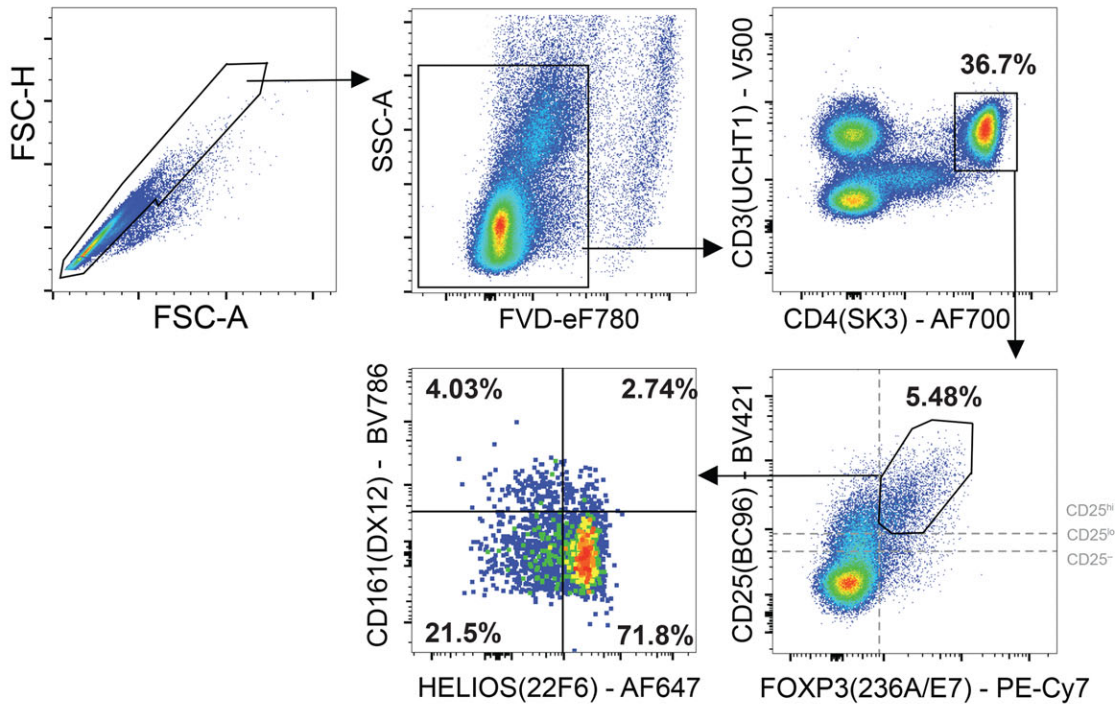 FSC-H
FSC-A
SSC-A
FVD-eF780
CD3(UCHT1) - V500
36.7%
CD4(SK3) - AF700
CD161(DX12) - BV786
4.03%
2.74%
21.5%
71.8%
HELIOS(22F6) - AF647
CD25(BC96) - BV421
5.48%
CD25hi
CD25lo
CD25–
FOXP3(236A/E7) - PE-Cy7